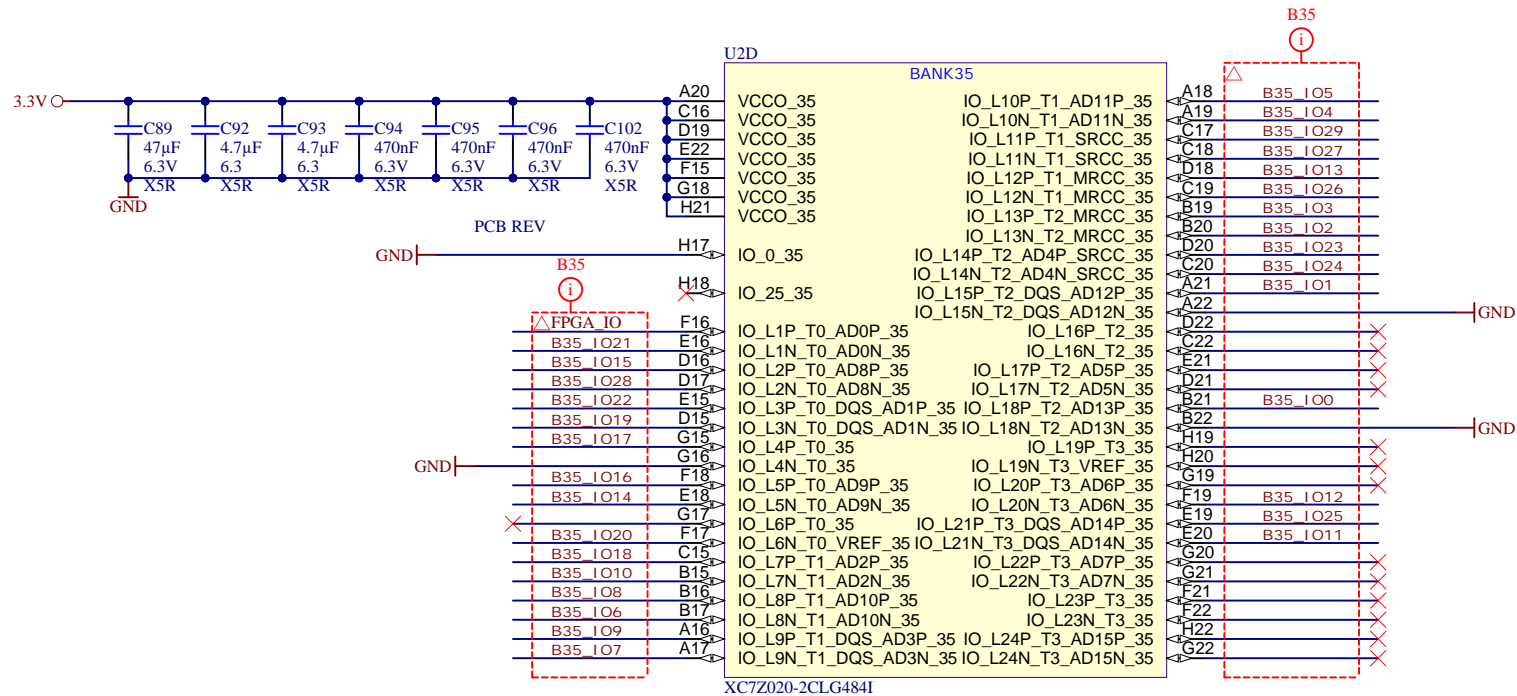 B35
i
U2D
BANK35
3.3V
C89
47µF
6.3V
X5R
C92
4.7µF
6.3
X5R
C93
4.7µF
6.3
X5R
C94
470nF
6.3V
X5R
C95
470nF
6.3V
X5R
C96
470nF
6.3V
X5R
C102
470nF
6.3V
X5R
GND
A20 VCCO_35
C16 VCCO_35
D19 VCCO_35
E22 VCCO_35
F15 VCCO_35
G18 VCCO_35
H21 VCCO_35
PCB REV
GND H17 IO_0_35
H18 IO_25_35
B35
i
FPGA_IO F16 IO_L1P_T0_AD0P_35
B35_IO21 E16 IO_L1N_T0_AD0N_35
B35_IO15 D16 IO_L2P_T0_AD8P_35
B35_IO28 D17 IO_L2N_T0_AD8N_35
B35_IO22 E15 IO_L3P_T0_DQS_AD1P_35
B35_IO19 D15 IO_L3N_T0_DQS_AD1N_35
B35_IO17 G15 IO_L4P_T0_35
GND G16 IO_L4N_T0_35
B35_IO16 F18 IO_L5P_T0_AD9P_35
B35_IO14 E18 IO_L5N_T0_AD9N_35
G17 IO_L6P_T0_35
B35_IO20 F17 IO_L6N_T0_VREF_35
B35_IO18 C15 IO_L7P_T1_AD2P_35
B35_IO10 B15 IO_L7N_T1_AD2N_35
B35_IO8 B16 IO_L8P_T1_AD10P_35
B35_IO6 B17 IO_L8N_T1_AD10N_35
B35_IO9 A16 IO_L9P_T1_DQS_AD3P_35
B35_IO7 A17 IO_L9N_T1_DQS_AD3N_35
IO_L10P_T1_AD11P_35 A18 B35_IO5
IO_L10N_T1_AD11N_35 A19 B35_IO4
IO_L11P_T1_SRCC_35 C17 B35_IO29
IO_L11N_T1_SRCC_35 C18 B35_IO27
IO_L12P_T1_MRCC_35 D18 B35_IO13
IO_L12N_T1_MRCC_35 C19 B35_IO26
IO_L13P_T2_MRCC_35 B19 B35_IO3
IO_L13N_T2_MRCC_35 B20 B35_IO2
IO_L14P_T2_AD4P_SRCC_35 D20 B35_IO23
IO_L14N_T2_AD4N_SRCC_35 C20 B35_IO24
IO_L15P_T2_DQS_AD12P_35 A21 B35_IO1
IO_L15N_T2_DQS_AD12N_35 A22 GND
IO_L16P_T2_35 D22
IO_L16N_T2_35 C22
IO_L17P_T2_AD5P_35 E21
IO_L17N_T2_AD5N_35 D21
IO_L18P_T2_AD13P_35 B21 B35_IO0
IO_L18N_T2_AD13N_35 B22 GND
IO_L19P_T3_35 H19
IO_L19N_T3_VREF_35 H20
IO_L20P_T3_AD6P_35 G19
IO_L20N_T3_AD6N_35 F19 B35_IO12
IO_L21P_T3_DQS_AD14P_35 E19 B35_IO25
IO_L21N_T3_DQS_AD14N_35 E20 B35_IO11
IO_L22P_T3_AD7P_35 G20
IO_L22N_T3_AD7N_35 G21
IO_L23P_T3_35 F21
IO_L23N_T3_35 F22
IO_L24P_T3_AD15P_35 H22
IO_L24N_T3_AD15N_35 G22
XC7Z020-2CLG484I